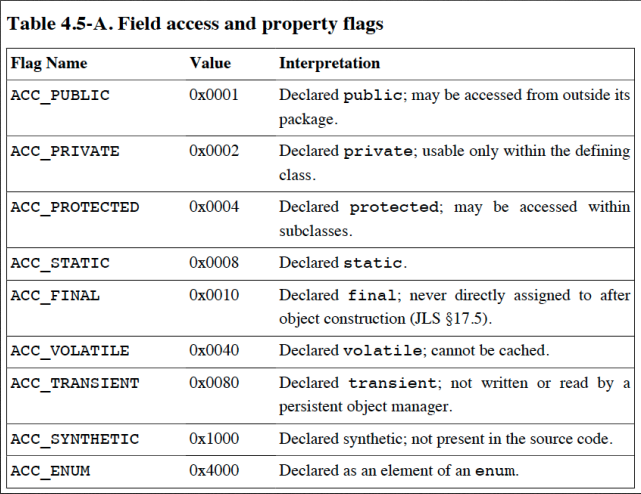 Table 4.5-A. Field access and property flags
Flag Name Value Interpretation
ACC_PUBLIC 0x0001 Declared public; may be accessed from outside its
package.
ACC_PRIVATE 0x0002 Declared private; usable only within the defining
class.
ACC_PROTECTED 0x0004 Declared protected; may be accessed within
subclasses.
ACC_STATIC 0x0008 Declared static.
ACC_FINAL 0x0010 Declared final; never directly assigned to after
object construction (JLS §17.5).
ACC_VOLATILE 0x0040 Declared volatile; cannot be cached.
ACC_TRANSIENT 0x0080 Declared transient; not written or read by a
persistent object manager.
ACC_SYNTHETIC 0x1000 Declared synthetic; not present in the source code.
ACC_ENUM 0x4000 Declared as an element of an enum.